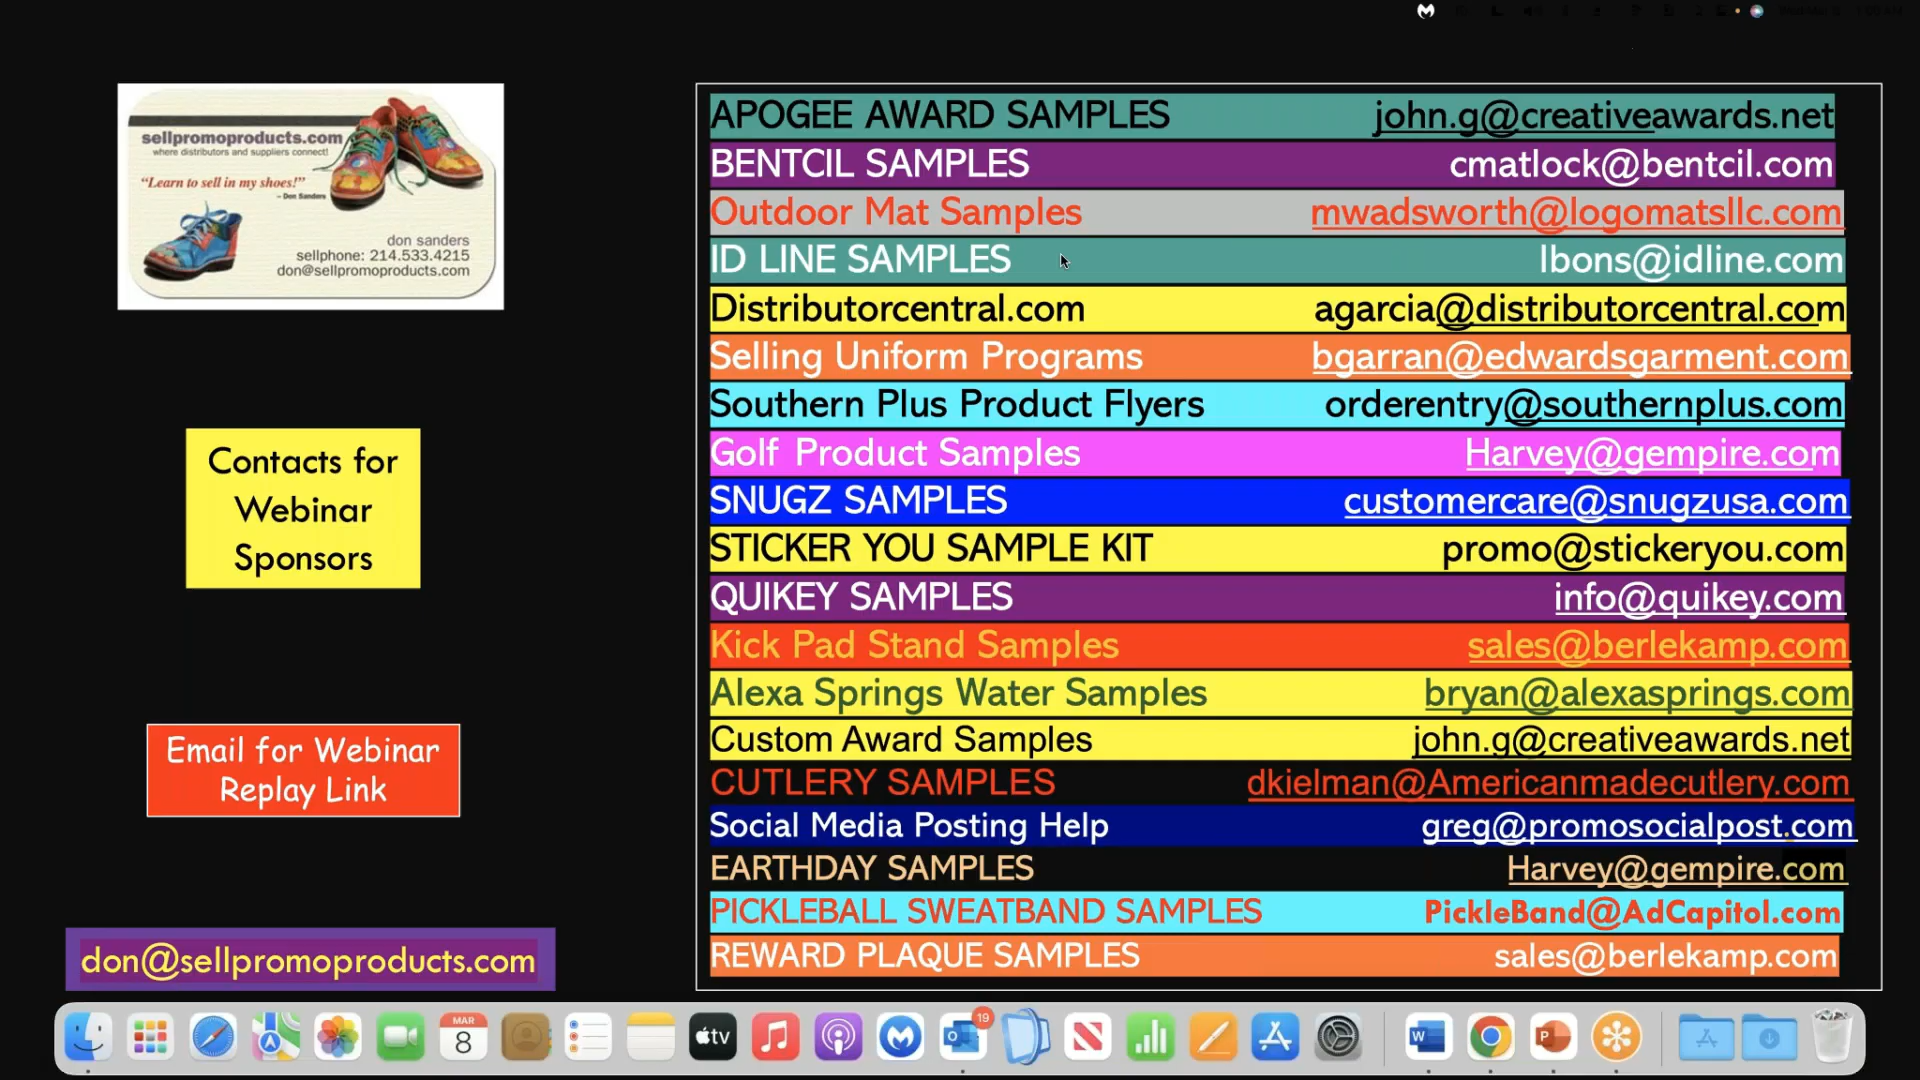 sellpromoproducts.com
where distributors and suppliers connect!
"Learn to sell in my shoes!"
- Don Sanders
don sanders
sellphone: 214.533.4215
don@sellpromoproducts.com
Contacts for
Webinar
Sponsors
Email for Webinar
Replay Link
don@sellpromoproducts.com
APOGEE AWARD SAMPLES john.g@creativeawards.net
BENTCIL SAMPLES cmatlock@bentcil.com
Outdoor Mat Samples mwadsworth@logomatsllc.com
ID LINE SAMPLES lbons@idline.com
Distributorcentral.com agarcia@distributorcentral.com
Selling Uniform Programs bgarran@edwardsgarment.com
Southern Plus Product Flyers orderentry@southernplus.com
Golf Product Samples Harvey@gempire.com
SNUGZ SAMPLES customercare@snugzusa.com
STICKER YOU SAMPLE KIT promo@stickeryou.com
QUIKEY SAMPLES info@quikey.com
Kick Pad Stand Samples sales@berlekamp.com
Alexa Springs Water Samples bryan@alexasprings.com
Custom Award Samples john.g@creativeawards.net
CUTLERY SAMPLES dkielman@Americanmadecutlery.com
Social Media Posting Help greg@promosocialpost.com
EARTHDAY SAMPLES Harvey@gempire.com
PICKLEBALL SWEATBAND SAMPLES PickleBand@AdCapitol.com
REWARD PLAQUE SAMPLES sales@berlekamp.com
MAR
8
tv
19